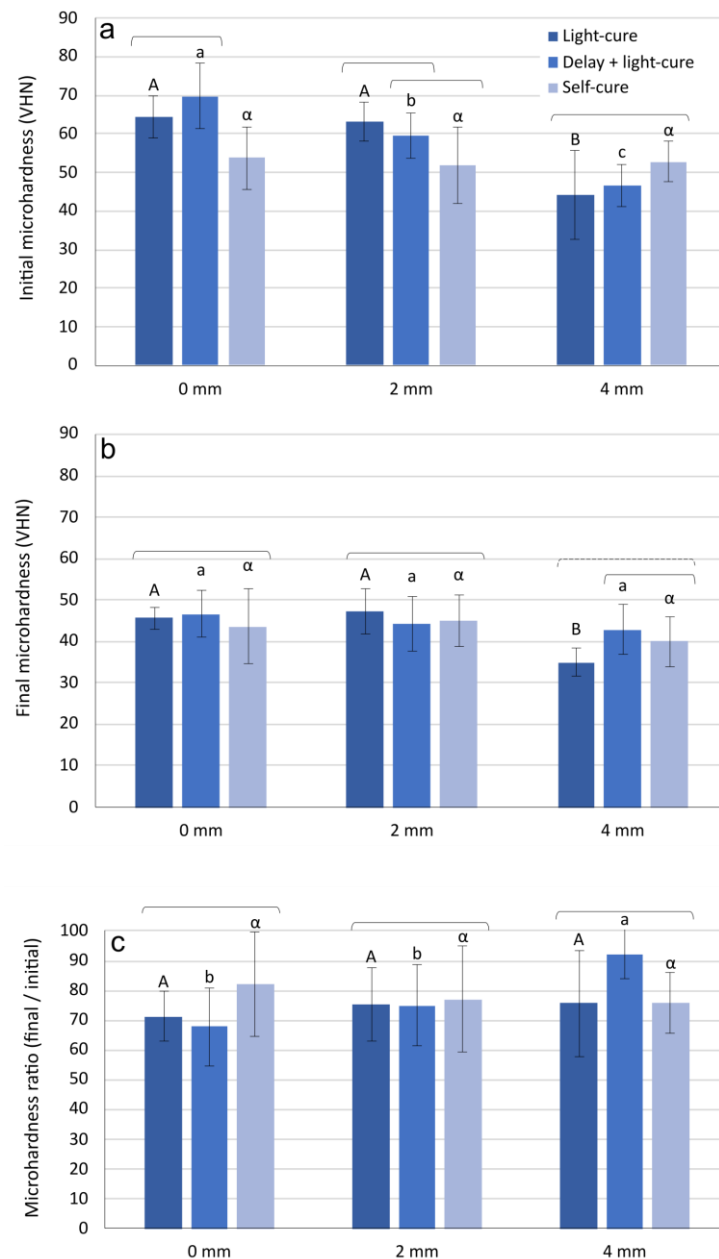 a
Light-cure
Delay + light-cure
Self-cure
Initial microhardness (VHN)
90
80
70
60
50
40
30
20
10
0
A a α
A b α
B c α
0 mm 2 mm 4 mm
b
Final microhardness (VHN)
90
80
70
60
50
40
30
20
10
0
A a α
A a α
B a α
0 mm 2 mm 4 mm
c
Microhardness ratio (final / initial)
100
90
80
70
60
50
40
30
20
10
0
A b α
A b α
A a α
0 mm 2 mm 4 mm